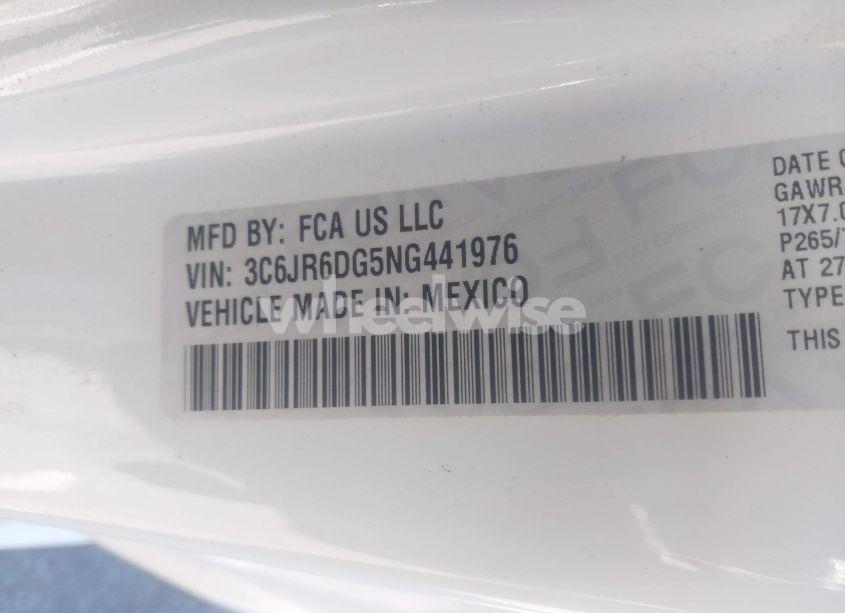 MFD BY: FCA US LLC
VIN: 3C6JR6DG5NG441976
VEHICLE MADE IN: MEXICO
wheelwise
DATE
GAWR
17X7.0
P265/
AT 27
TYPE
THIS